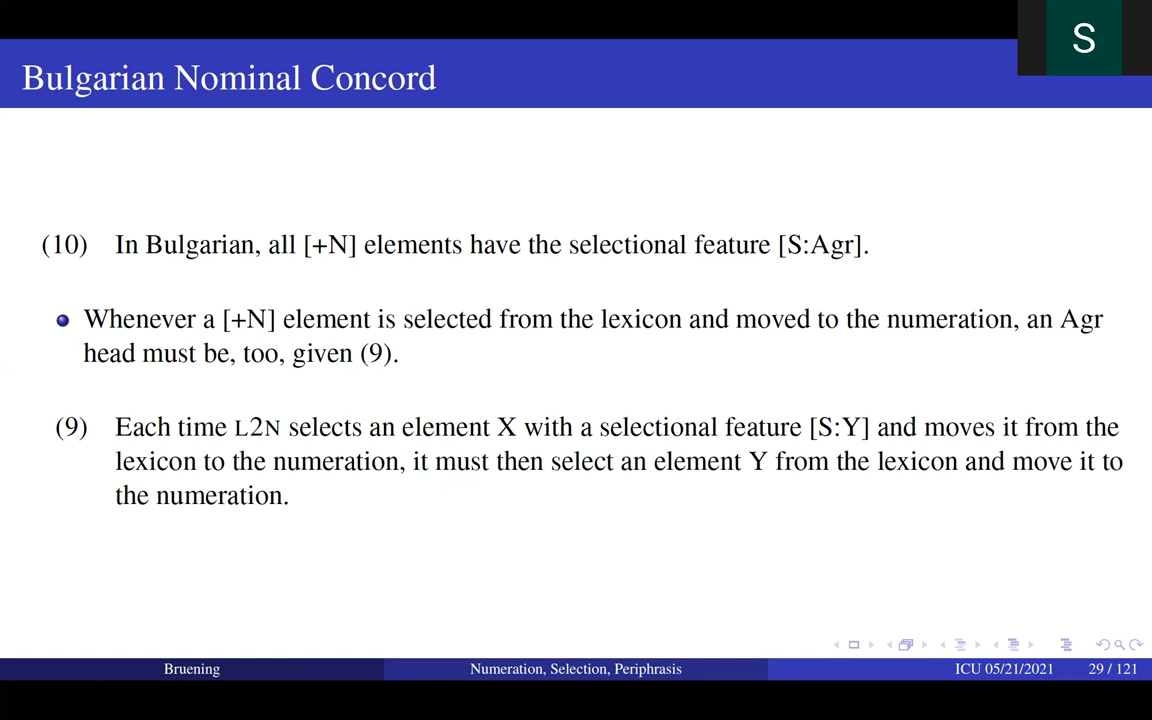 S
Bulgarian Nominal Concord
(10) In Bulgarian, all [+N] elements have the selectional feature [S:Agr].
Whenever a [+N] element is selected from the lexicon and moved to the numeration, an Agr
head must be, too, given (9).
(9) Each time L2N selects an element X with a selectional feature [S:Y] and moves it from the
lexicon to the numeration, it must then select an element Y from the lexicon and move it to
the numeration.
Bruening Numeration, Selection, Periphrasis ICU 05/21/2021 29 / 121